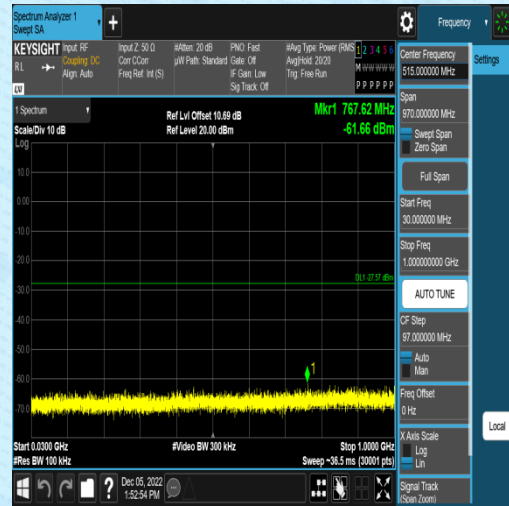 Spectrum Analyzer 1
Swept SA
+
Frequency
KEYSIGHT
RL
LXI
Input: RF
Coupling: DC
Align: Auto
Input Z: 50 Ω
Corr CCorr
Freq Ref: Int (S)
#Atten: 20 dB
µW Path: Standard
PNO: Fast
Gate: Off
IF Gain: Low
Sig Track: Off
#Avg Type: Power (RMS
Avg|Hold: 20/20
Trig: Free Run
1 2 3 4 5 6
M W W W W W
P P P P P P
1 Spectrum
Scale/Div 10 dB
Log
Ref Lvl Offset 10.69 dB
Ref Level 20.00 dBm
Mkr1 767.62 MHz
-61.66 dBm
10.0
0.00
-10.0
-20.0
-30.0
-40.0
-50.0
-60.0
-70.0
DL1 -27.57 dBm
1
Start 0.0300 GHz
#Res BW 100 kHz
#Video BW 300 kHz
Stop 1.0000 GHz
Sweep ~36.5 ms (30001 pts)
Dec 05, 2022
1:52:54 PM
Center Frequency
515.000000 MHz
Span
970.000000 MHz
Swept Span
Zero Span
Full Span
Start Freq
30.000000 MHz
Stop Freq
1.000000000 GHz
AUTO TUNE
CF Step
97.000000 MHz
Auto
Man
Freq Offset
0 Hz
X Axis Scale
Log
Lin
Signal Track
(Span Zoom)
Settings
Local